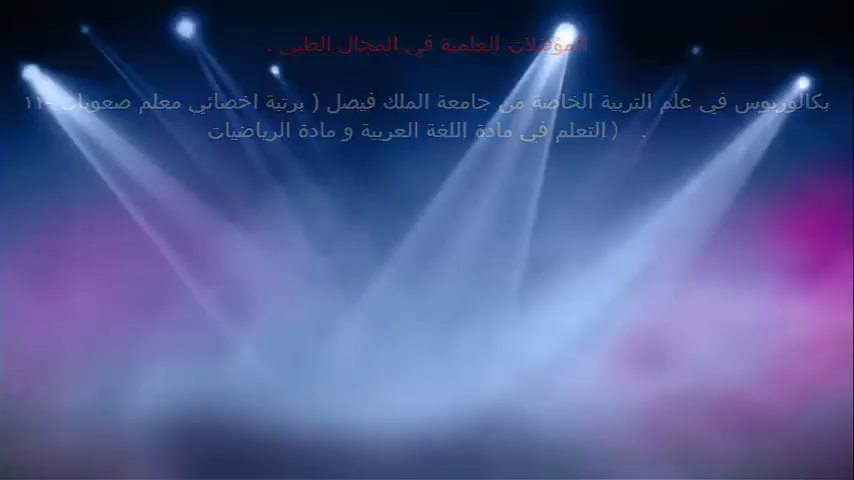 المؤهلات العلمية في المجال الطبي .
١١- بكالوريوس في علم التربية الخاصة من جامعة الملك فيصل ( برتبة اخصائي معلم صعوبات
التعلم في مادة اللغة العربية و مادة الرياضيات ) .